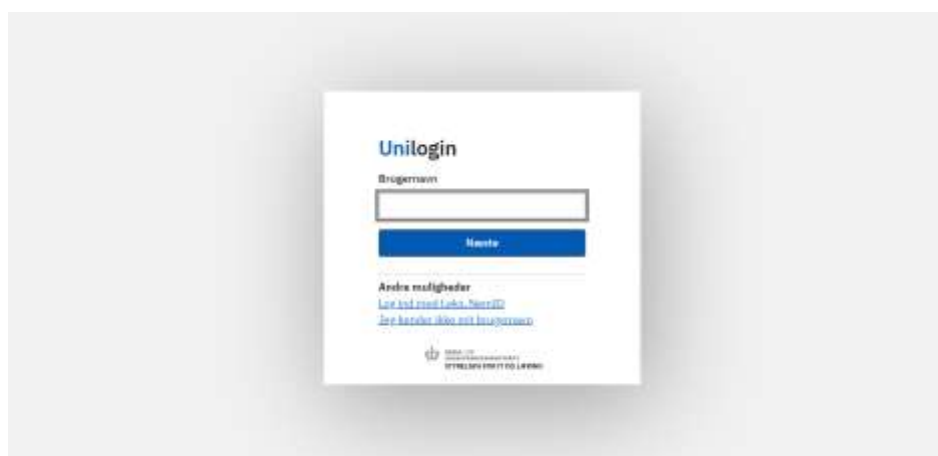 Unilogin
Brugernavn
Næste
Andre muligheder
Log ind med f.eks. NemID
Jeg kender ikke mit brugernavn
STYRELSEN FOR IT OG LÆRING